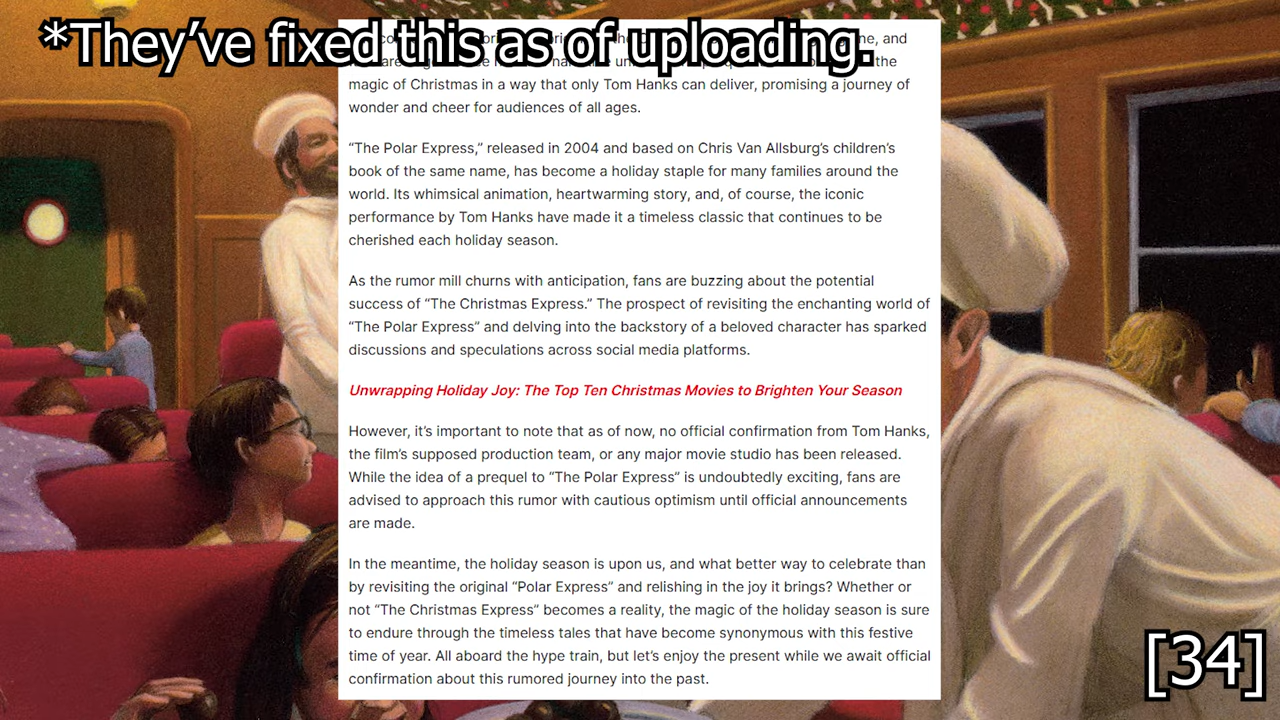 *They’ve fixed this as of uploading.
magic of Christmas in a way that only Tom Hanks can deliver, promising a journey of
wonder and cheer for audiences of all ages.
“The Polar Express,” released in 2004 and based on Chris Van Allsburg’s children’s
book of the same name, has become a holiday staple for many families around the
world. Its whimsical animation, heartwarming story, and, of course, the iconic
performance by Tom Hanks have made it a timeless classic that continues to be
cherished each holiday season.
As the rumor mill churns with anticipation, fans are buzzing about the potential
success of “The Christmas Express.” The prospect of revisiting the enchanting world of
“The Polar Express” and delving into the backstory of a beloved character has sparked
discussions and speculations across social media platforms.
Unwrapping Holiday Joy: The Top Ten Christmas Movies to Brighten Your Season
However, it’s important to note that as of now, no official confirmation from Tom Hanks,
the film’s supposed production team, or any major movie studio has been released.
While the idea of a prequel to “The Polar Express” is undoubtedly exciting, fans are
advised to approach this rumor with cautious optimism until official announcements
are made.
In the meantime, the holiday season is upon us, and what better way to celebrate than
by revisiting the original “Polar Express” and relishing in the joy it brings? Whether or
not “The Christmas Express” becomes a reality, the magic of the holiday season is sure
to endure through the timeless tales that have become synonymous with this festive
time of year. All aboard the hype train, but let’s enjoy the present while we await official
confirmation about this rumored journey into the past.
[34]